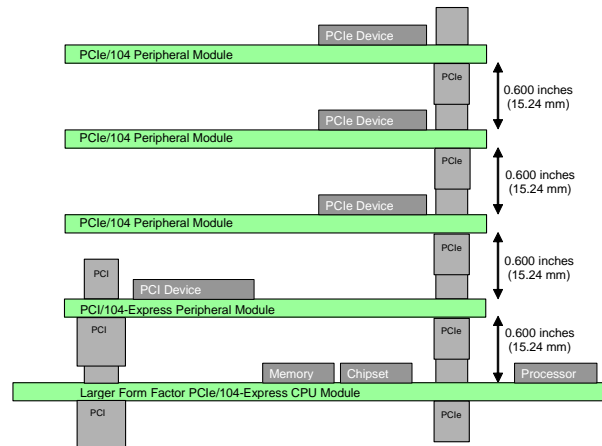 PCIe Device
PCIe/104 Peripheral Module
PCIe
0.600 inches
(15.24 mm)
PCIe Device
PCIe/104 Peripheral Module
PCIe
0.600 inches
(15.24 mm)
PCIe Device
PCIe/104 Peripheral Module
PCIe
0.600 inches
(15.24 mm)
PCI
PCI Device
PCI/104-Express Peripheral Module
PCI
PCIe
0.600 inches
(15.24 mm)
Memory
Chipset
Processor
Larger Form Factor PCIe/104-Express CPU Module
PCI
PCIe